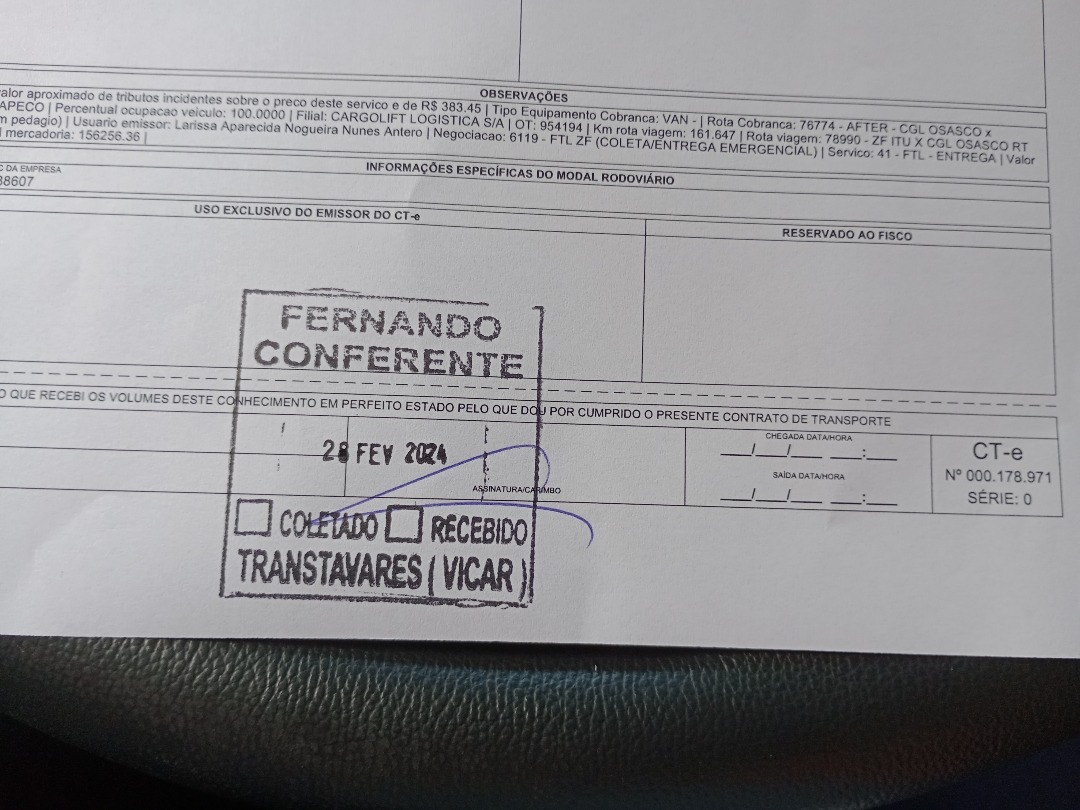 OBSERVAÇÕES
valor aproximado de tributos incidentes sobre o preco deste servico e de R$ 383.45 | Tipo Equipamento Cobranca: VAN - | Rota Cobranca: 76774 - AFTER - CGL OSASCO x
APECO | Percentual ocupacao veiculo: 100.0000 | Filial: CARGOLIFT LOGISTICA S/A | OT: 954194 | Km rota viagem: 161.647 | Rota viagem: 78990 - ZF ITU X CGL OSASCO RT
m pedagio) | Usuario emissor: Larissa Aparecida Nogueira Nunes Antero | Negociacao: 6119 - FTL ZF (COLETA/ENTREGA EMERGENCIAL) | Servico: 41 - FTL - ENTREGA | Valor
l mercadoria: 156256.36 |
INFORMAÇÕES ESPECÍFICAS DO MODAL RODOVIÁRIO
C DA EMPRESA
38607
USO EXCLUSIVO DO EMISSOR DO CT-e
RESERVADO AO FISCO
FERNANDO
CONFERENTE
O QUE RECEBI OS VOLUMES DESTE CONHECIMENTO EM PERFEITO ESTADO PELO QUE DOU POR CUMPRIDO O PRESENTE CONTRATO DE TRANSPORTE
28 FEV 2024
ASSINATURA/CARIMBO
CHEGADA DATA/HORA
___/___/___ ___:___
SAÍDA DATA/HORA
___/___/___ ___:___
CT-e
Nº 000.178.971
SÉRIE: 0
COLETADO RECEBIDO
TRANSTAVARES ( VICAR )